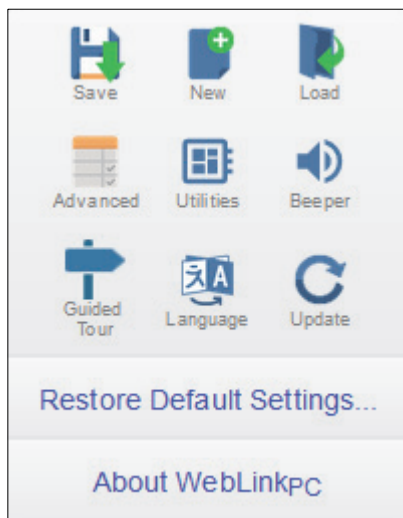 Save New Load
Advanced Utilities Beeper
Guided
Tour Language Update
Restore Default Settings...
About WebLinkPC